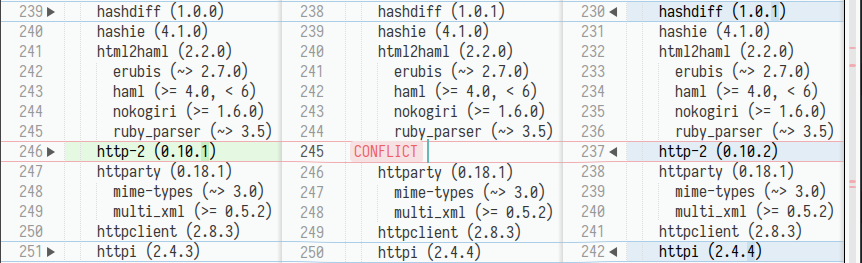 239 hashdiff (1.0.0)
240 hashie (4.1.0)
241 html2haml (2.2.0)
242 erubis (~> 2.7.0)
243 haml (>= 4.0, < 6)
244 nokogiri (>= 1.6.0)
245 ruby_parser (~> 3.5)
246 http-2 (0.10.1)
247 httparty (0.18.1)
248 mime-types (~> 3.0)
249 multi_xml (>= 0.5.2)
250 httpclient (2.8.3)
251 httpi (2.4.3)
238 hashdiff (1.0.1)
239 hashie (4.1.0)
240 html2haml (2.2.0)
241 erubis (~> 2.7.0)
242 haml (>= 4.0, < 6)
243 nokogiri (>= 1.6.0)
244 ruby_parser (~> 3.5)
245 CONFLICT
246 httparty (0.18.1)
247 mime-types (~> 3.0)
248 multi_xml (>= 0.5.2)
249 httpclient (2.8.3)
250 httpi (2.4.4)
230 hashdiff (1.0.1)
231 hashie (4.1.0)
232 html2haml (2.2.0)
233 erubis (~> 2.7.0)
234 haml (>= 4.0, < 6)
235 nokogiri (>= 1.6.0)
236 ruby_parser (~> 3.5)
237 http-2 (0.10.2)
238 httparty (0.18.1)
239 mime-types (~> 3.0)
240 multi_xml (>= 0.5.2)
241 httpclient (2.8.3)
242 httpi (2.4.4)